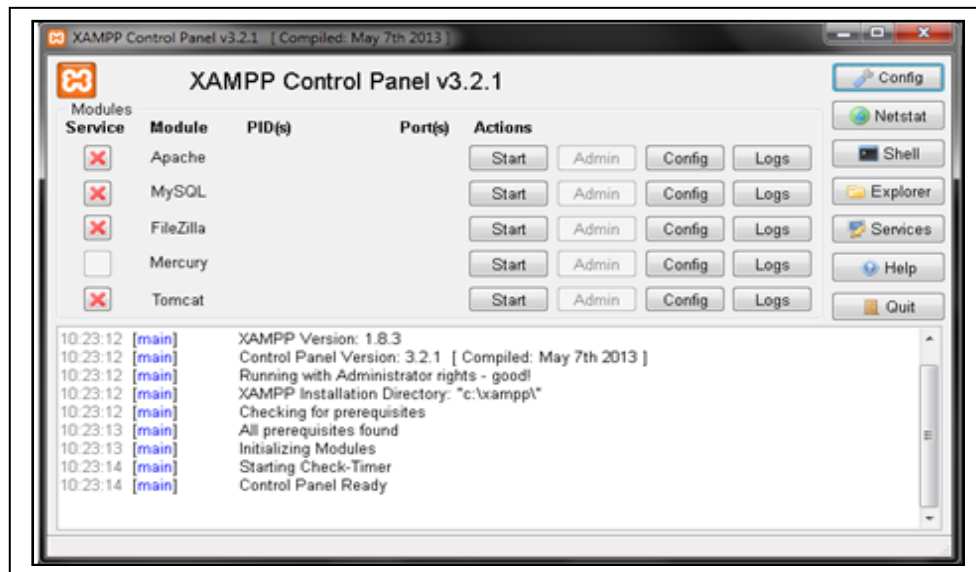 XAMPP Control Panel v3.2.1 [ Compiled: May 7th 2013 ]
XAMPP Control Panel v3.2.1
Config
Modules
Service Module PID(s) Port(s) Actions
Netstat
Apache Start Admin Config Logs
Shell
MySQL Start Admin Config Logs
Explorer
FileZilla Start Admin Config Logs
Services
Mercury Start Admin Config Logs
Help
Tomcat Start Admin Config Logs
Quit
10:23:12 [main] XAMPP Version: 1.8.3
10:23:12 [main] Control Panel Version: 3.2.1 [ Compiled: May 7th 2013 ]
10:23:12 [main] Running with Administrator rights - good!
10:23:12 [main] XAMPP Installation Directory: "c:\xampp\"
10:23:12 [main] Checking for prerequisites
10:23:13 [main] All prerequisites found
10:23:13 [main] Initializing Modules
10:23:14 [main] Starting Check-Timer
10:23:14 [main] Control Panel Ready